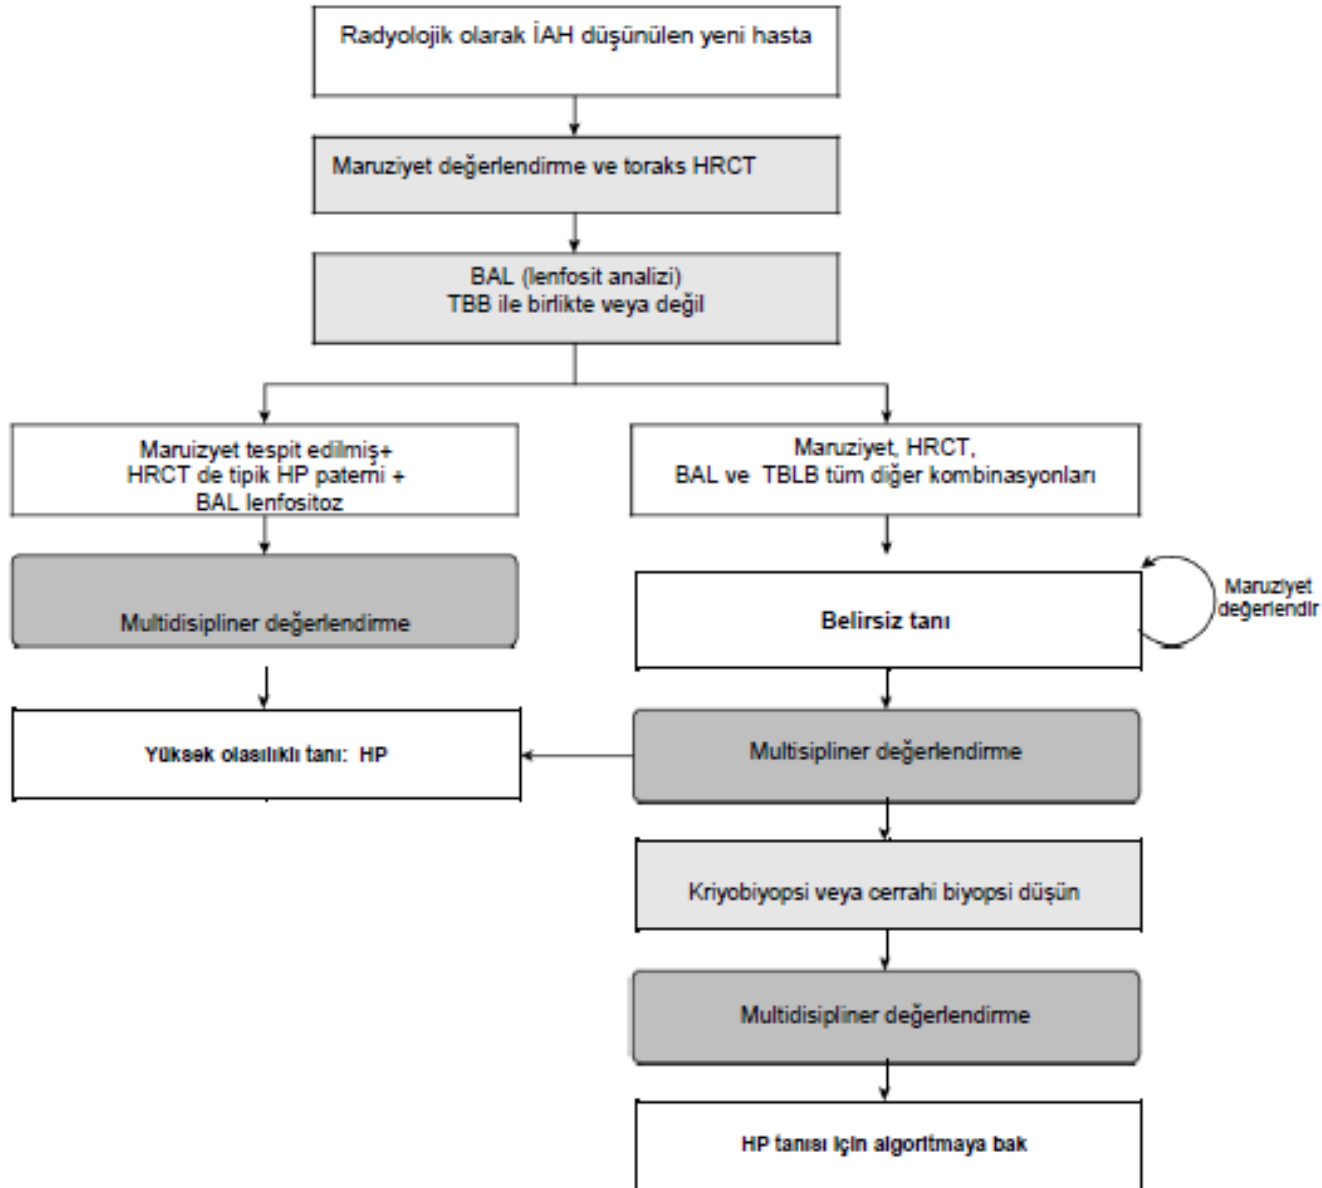 Radyolojik olarak İAH düşünülen yeni hasta
Maruziyet değerlendirme ve toraks HRCT
BAL (lenfosit analizi)
TBB ile birlikte veya değil
Maruizyet tespit edilmiş+
HRCT de tipik HP paterni +
BAL lenfositoz
Maruziyet, HRCT,
BAL ve TBLB tüm diğer kombinasyonları
Multidisipliner değerlendirme
Belirsiz tanı
Maruziyet
değerlendir
Yüksek olasılıklı tanı: HP
Multisipliner değerlendirme
Kriyobiyopsi veya cerrahi biyopsi düşün
Multidisipliner değerlendirme
HP tanısı için algoritmaya bak